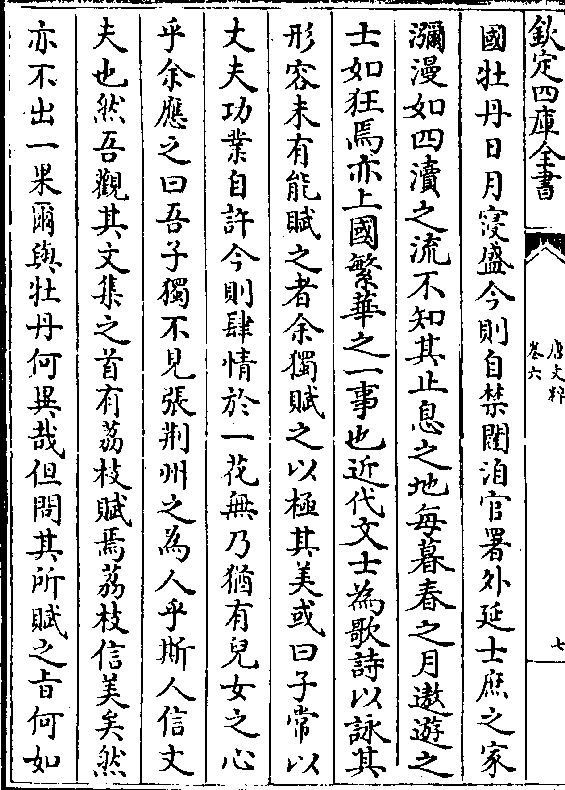 欽定四庫全書
唐文粹
卷六
七
國牡丹日月寖盛今則自禁闥洎官署外延士庶之家
瀰漫如四瀆之流不知其止息之地每暮春之月遨遊之
士如狂焉亦上國繁華之一事也近代文士為歌詩以詠其
形容未有能賦之者余獨賦之以極其美或曰子常以
丈夫功業自許今則肆情於一花無乃猶有兒女之心
乎余應之曰吾子獨不見張荆州之為人乎斯人信丈
夫也然吾觀其文集之首有荔枝賦焉荔枝信美矣然
亦不出一果爾與牡丹何異哉但問其所賦之旨何如